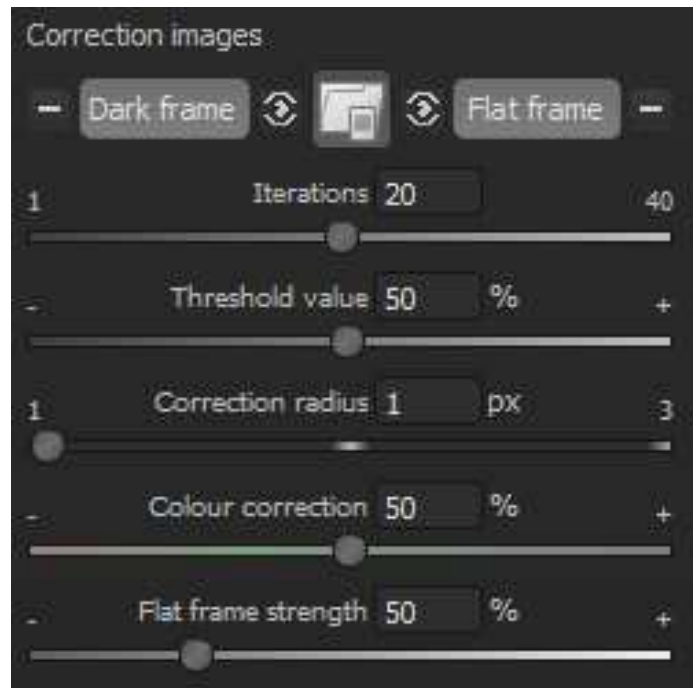 Correction images
Dark frame Flat frame
1 Iterations 20 40
- Threshold value 50 % +
1 Correction radius 1 px 3
- Colour correction 50 % +
- Flat frame strength 50 % +